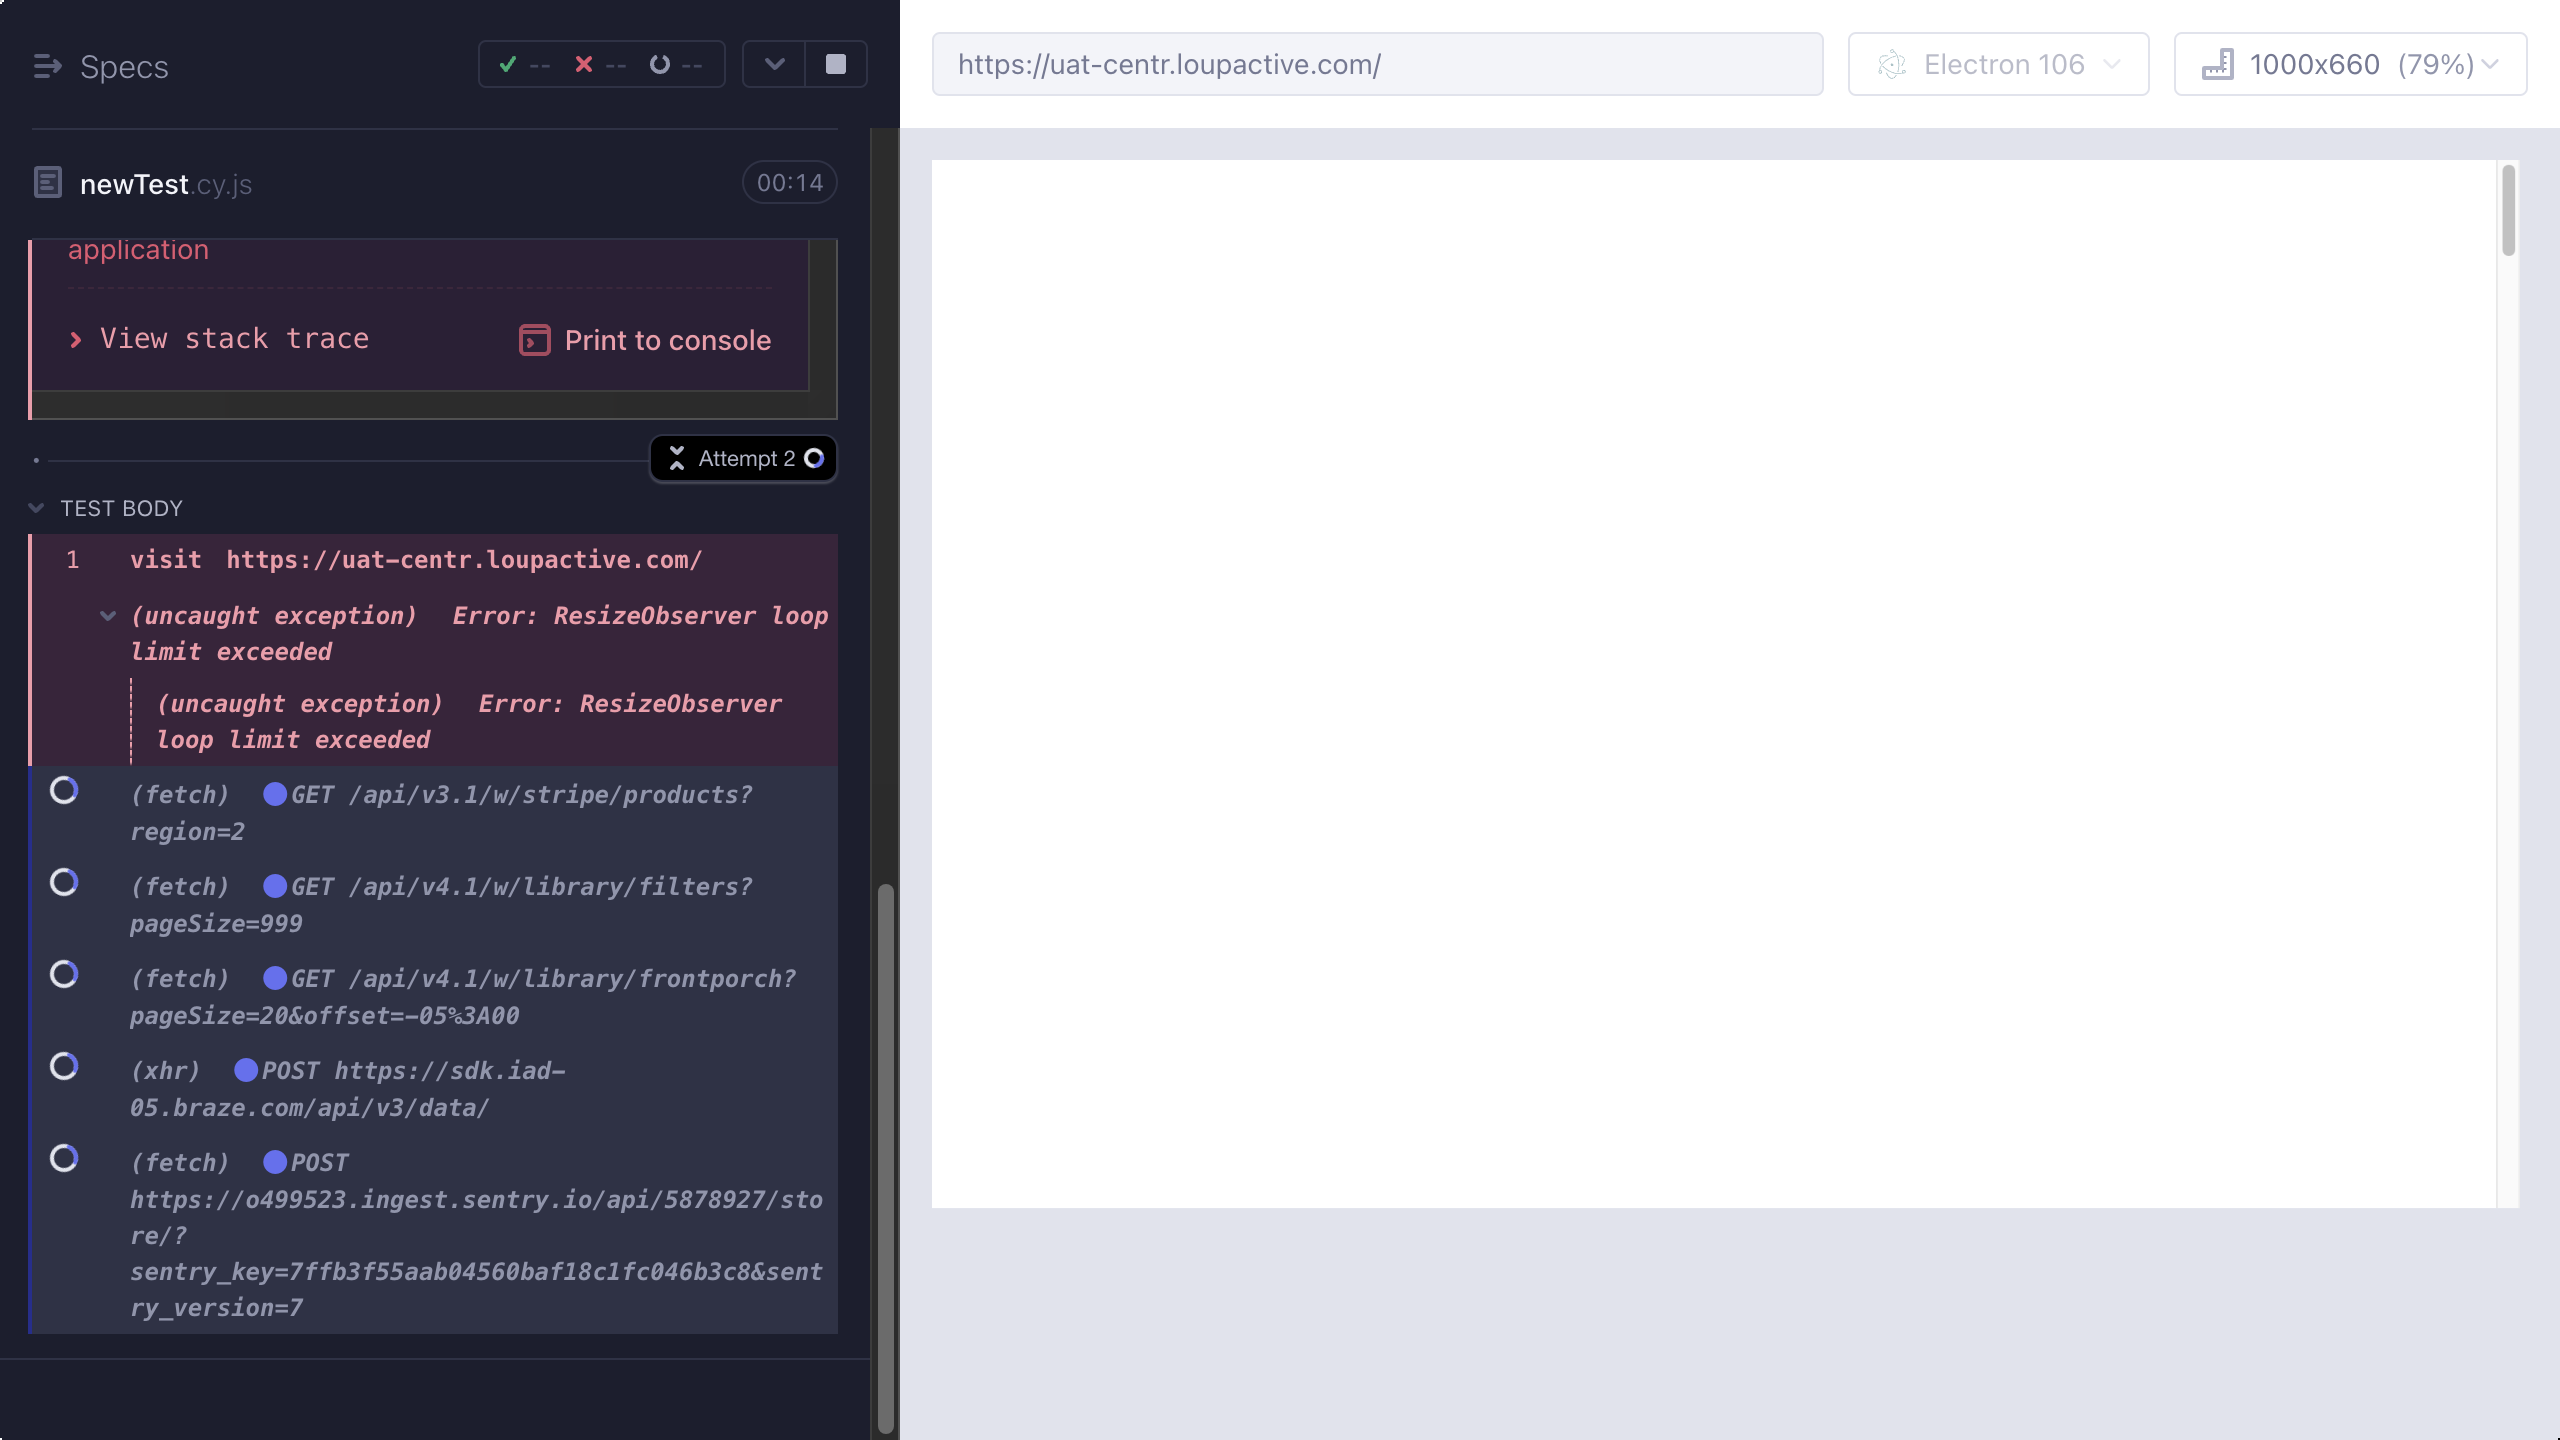 Specs
--
--
--
https://uat-centr.loupactive.com/
Electron 106
1000x660 (79%)
newTest.cy.js
00:14
application
View stack trace
Print to console
Attempt 2
TEST BODY
1 visit https://uat-centr.loupactive.com/
(uncaught exception) Error: ResizeObserver loop
limit exceeded
(uncaught exception) Error: ResizeObserver
loop limit exceeded
(fetch) GET /api/v3.1/w/stripe/products?
region=2
(fetch) GET /api/v4.1/w/library/filters?
pageSize=999
(fetch) GET /api/v4.1/w/library/frontporch?
pageSize=20&offset=-05%3A00
(xhr) POST https://sdk.iad-
05.braze.com/api/v3/data/
(fetch) POST
https://o499523.ingest.sentry.io/api/5878927/sto
re/?
sentry_key=7ffb3f55aab04560baf18c1fc046b3c8&sent
ry_version=7